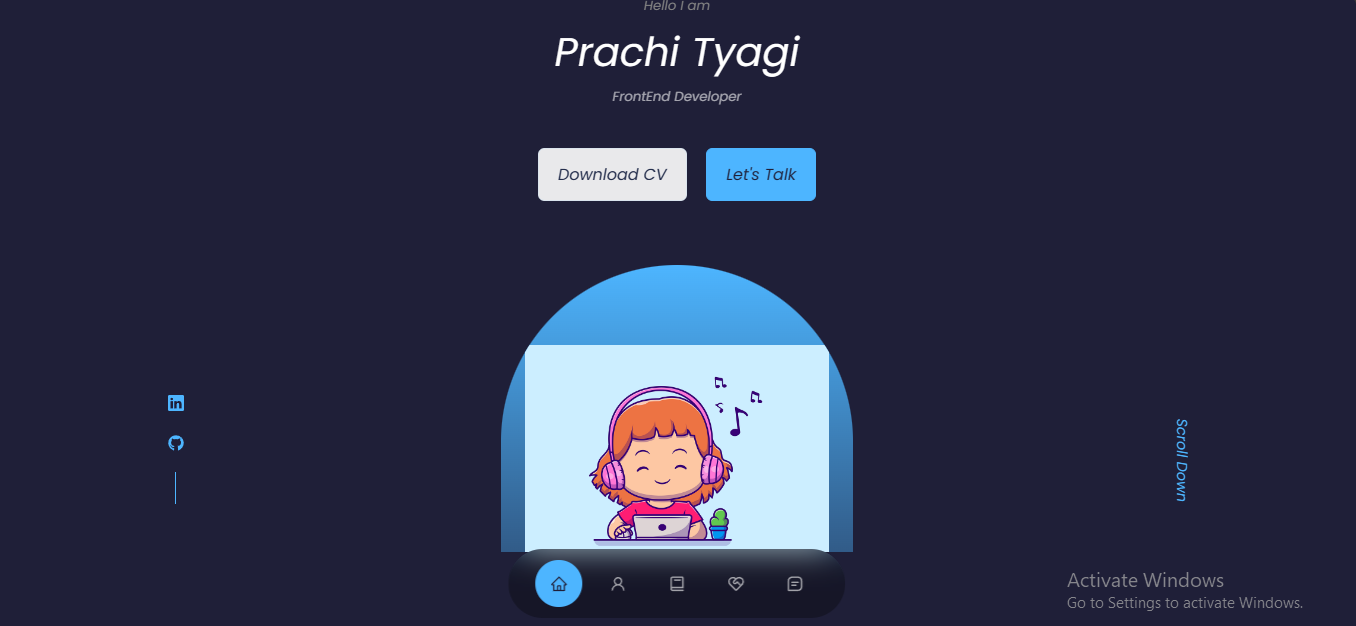 Hello I am
Prachi Tyagi
FrontEnd Developer
Download CV
Let's Talk
in
Scroll Down
Activate Windows
Go to Settings to activate Windows.